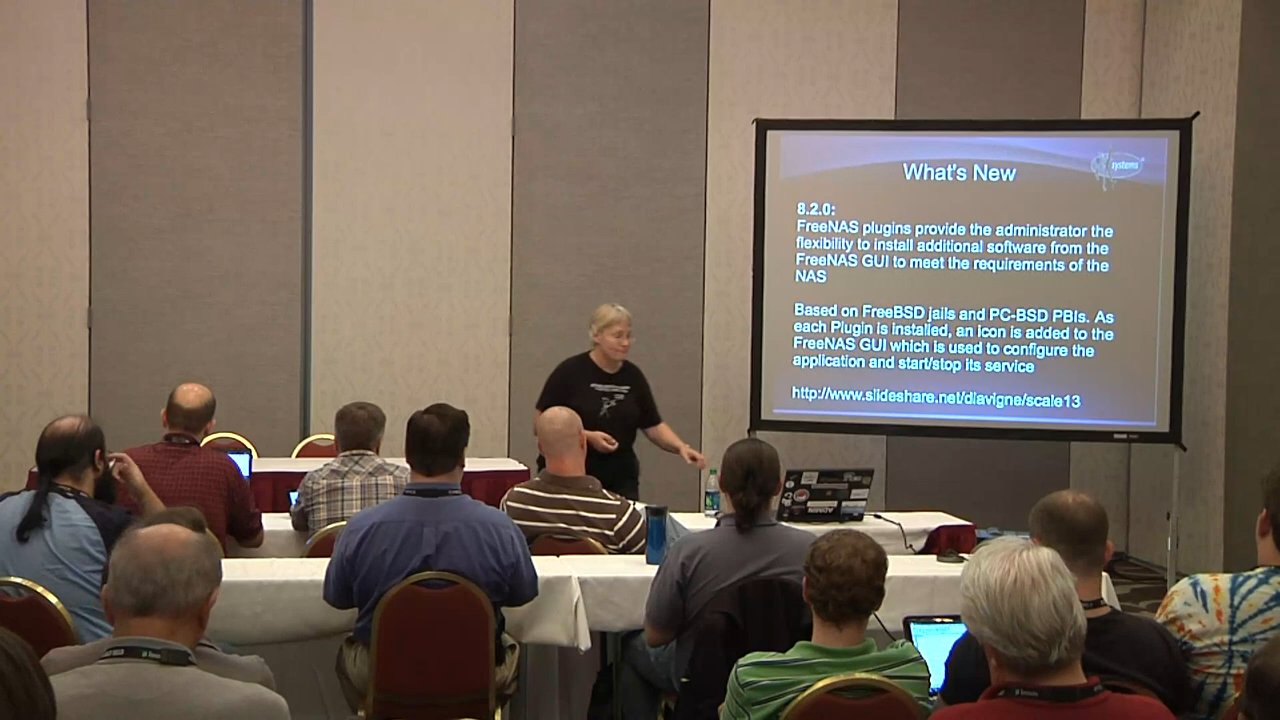 systems
What's New
8.2.0:
FreeNAS plugins provide the administrator the
flexibility to install additional software from the
FreeNAS GUI to meet the requirements of the
NAS
Based on FreeBSD jails and PC-BSD PBIs. As
each Plugin is installed, an icon is added to the
FreeNAS GUI which is used to configure the
application and start/stop its service
http://www.slideshare.net/dlavigne/scale13